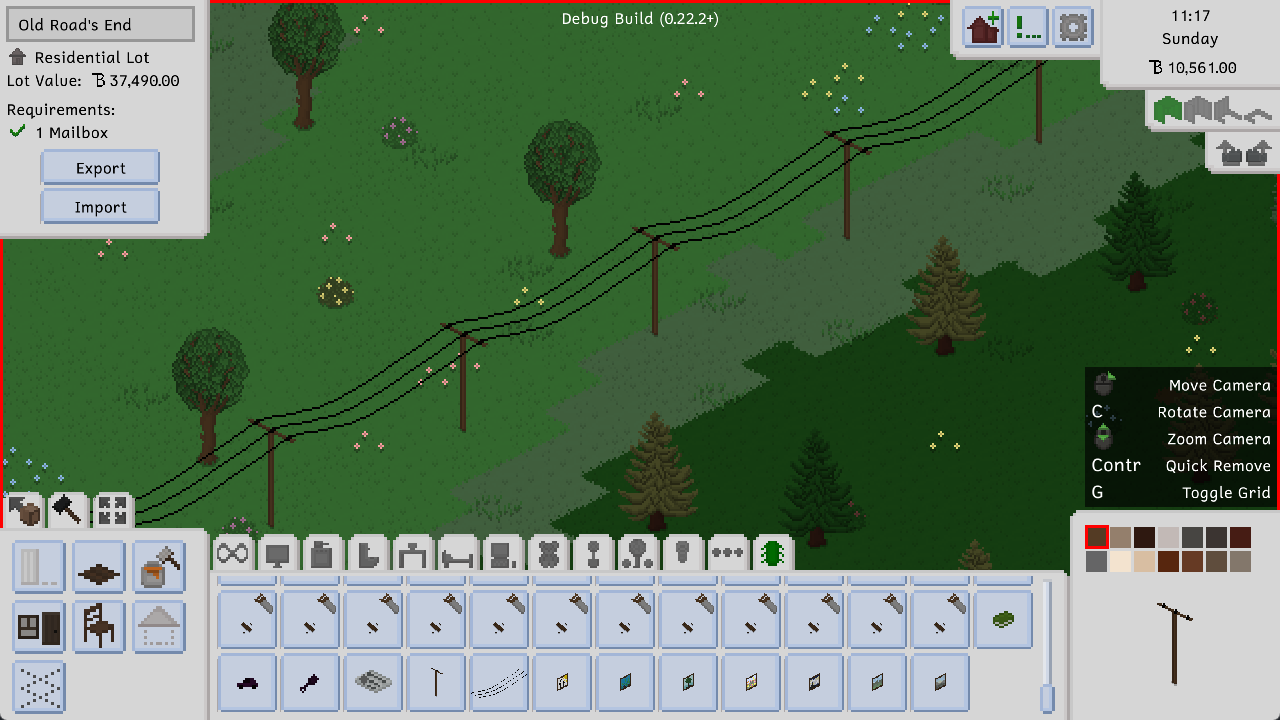 Old Road's End
Residential Lot
Lot Value: ₿ 37,490.00
Requirements:
1 Mailbox
Export
Import
Debug Build (0.22.2+)
11:17
Sunday
₿ 10,561.00
Move Camera
C Rotate Camera
Zoom Camera
Contr Quick Remove
G Toggle Grid